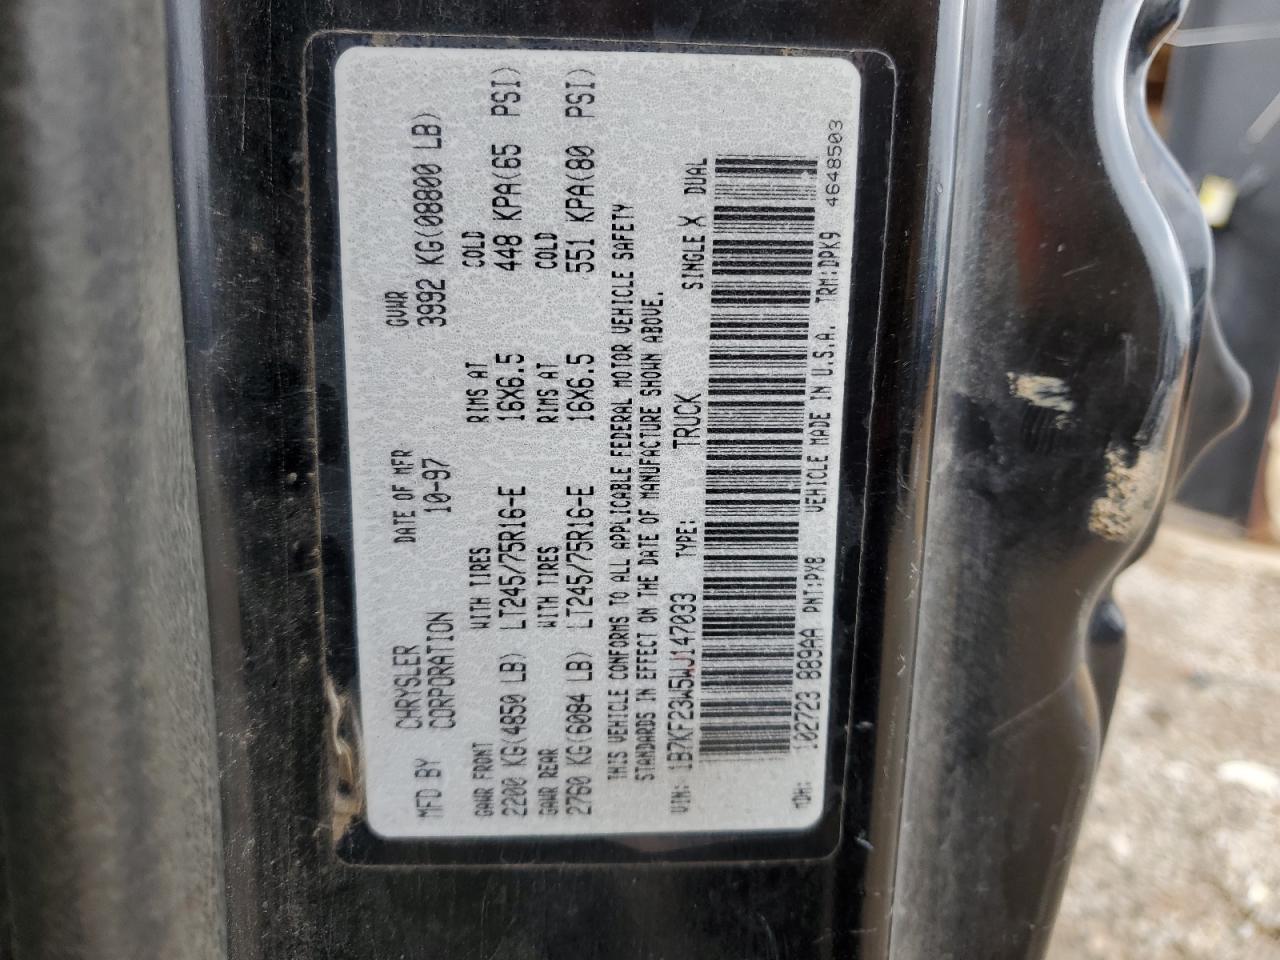 MFD BY CHRYSLER CORPORATION DATE OF MFR 10-97 GVWR 3992 KG(08800 LB)
GAWR FRONT WITH TIRES RIMS AT COLD
2200 KG(4850 LB) LT245/75R16-E 16X6.5 448 KPA(65 PSI)
GAWR REAR WITH TIRES RIMS AT COLD
2760 KG(6084 LB) LT245/75R16-E 16X6.5 551 KPA(80 PSI)
THIS VEHICLE CONFORMS TO ALL APPLICABLE FEDERAL MOTOR VEHICLE SAFETY
STANDARDS IN EFFECT ON THE DATE OF MANUFACTURE SHOWN ABOVE.
VIN: 1B7KF23W5WJ147033 TYPE: TRUCK SINGLE X DUAL
MDH: 102723 889AA PNT:PX8 VEHICLE MADE IN U.S.A. TRM:DPK9 4648503